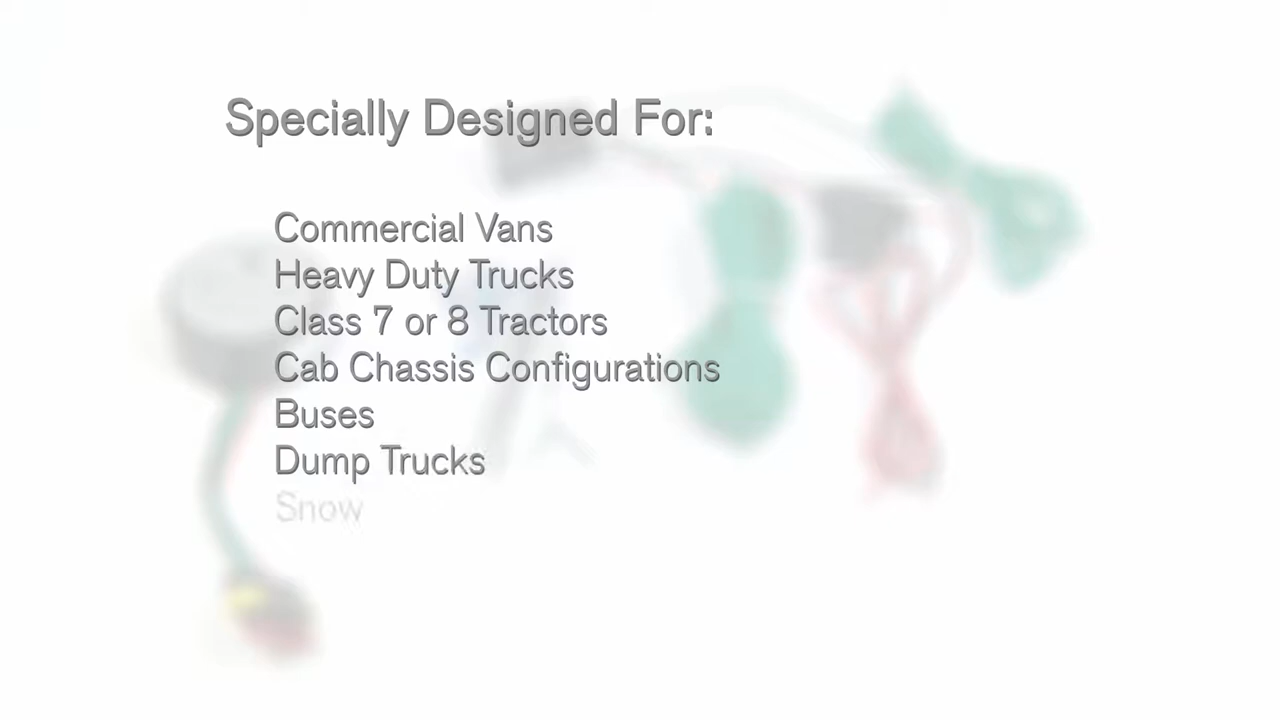 Specially Designed For:
Commercial Vans
Heavy Duty Trucks
Class 7 or 8 Tractors
Cab Chassis Configurations
Buses
Dump Trucks
Snow